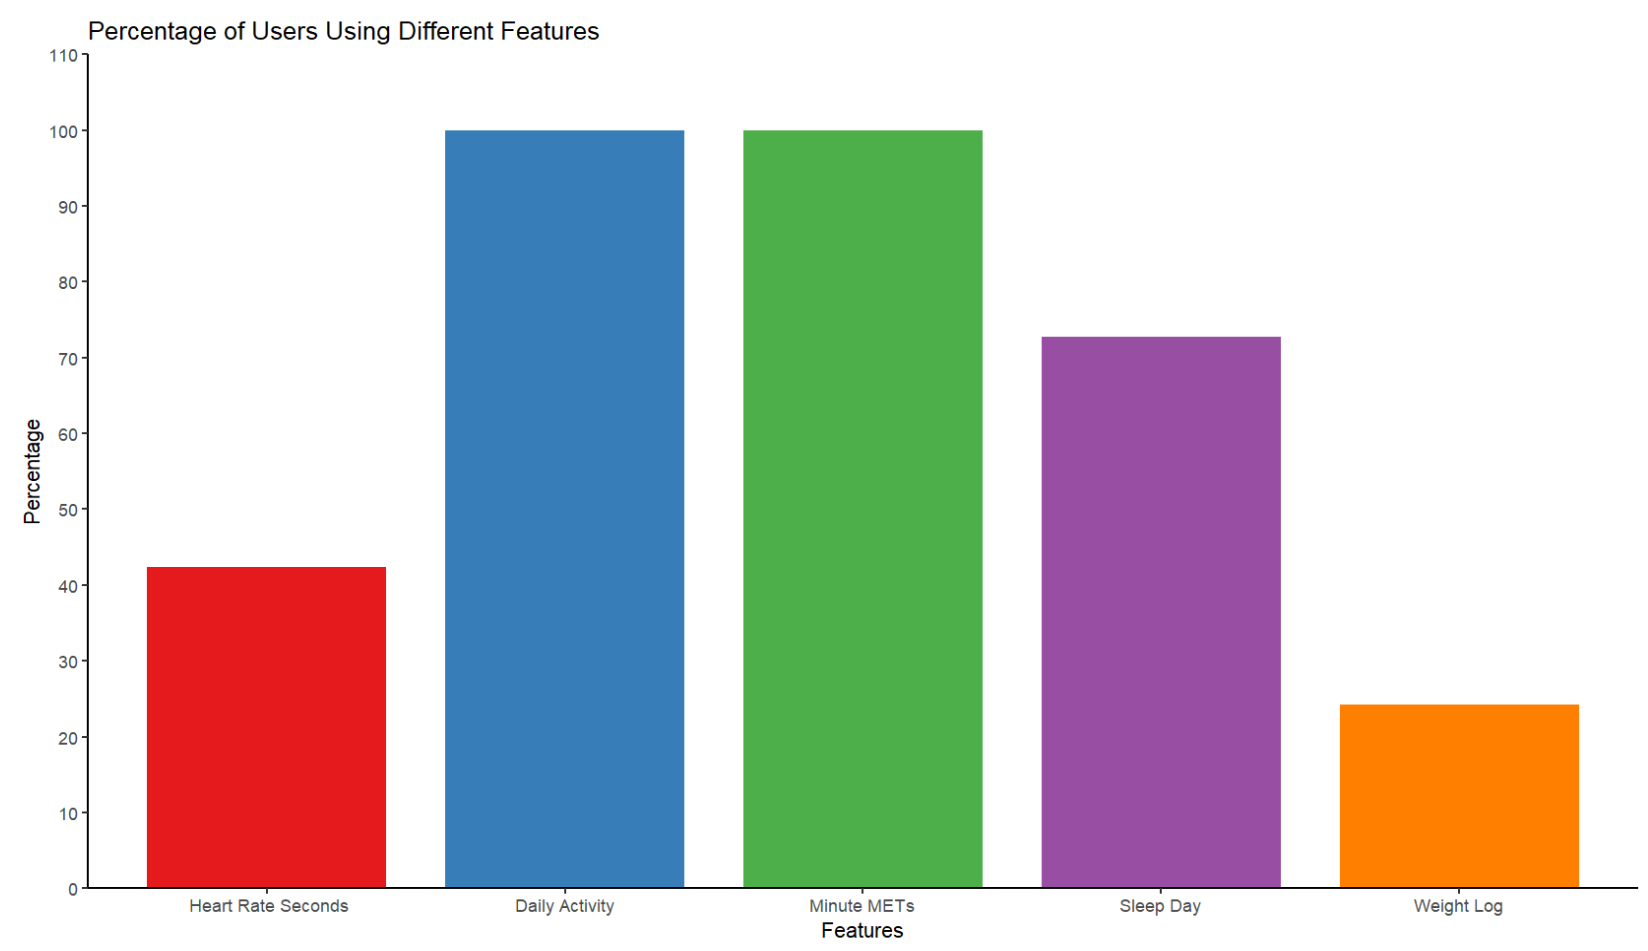 Percentage of Users Using Different Features
110
100
90
80
70
60
50
40
30
20
10
0
Percentage
Heart Rate Seconds
Daily Activity
Minute METs
Sleep Day
Weight Log
Features